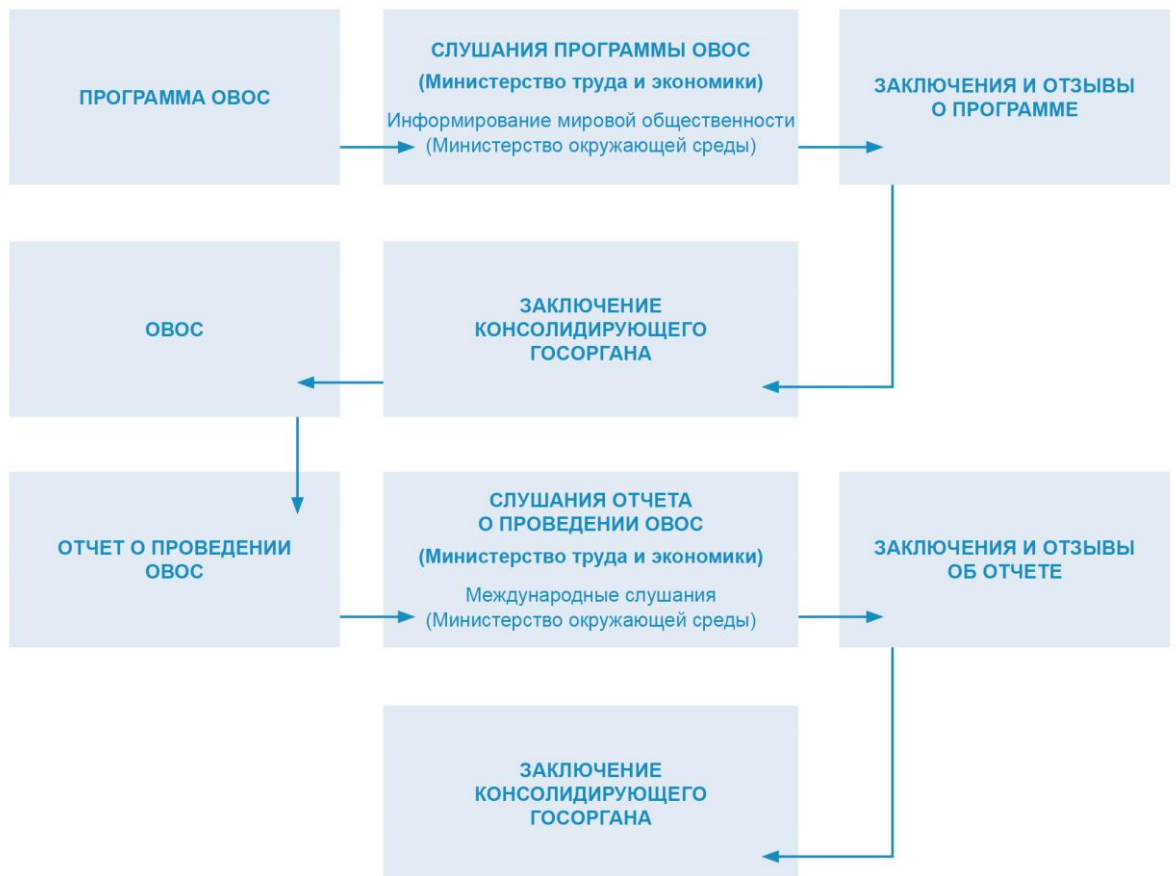 ПРОГРАММА ОВОС
СЛУШАНИЯ ПРОГРАММЫ ОВОС
(Министерство труда и экономики)
Информирование мировой общественности
(Министерство окружающей среды)
ЗАКЛЮЧЕНИЯ И ОТЗЫВЫ
О ПРОГРАММЕ
ОВОС
ЗАКЛЮЧЕНИЕ
КОНСОЛИДИРУЮЩЕГО
ГОСОРГАНА
ОТЧЕТ О ПРОВЕДЕНИИ
ОВОС
СЛУШАНИЯ ОТЧЕТА
О ПРОВЕДЕНИИ ОВОС
(Министерство труда и экономики)
Международные слушания
(Министерство окружающей среды)
ЗАКЛЮЧЕНИЯ И ОТЗЫВЫ
ОБ ОТЧЕТЕ
ЗАКЛЮЧЕНИЕ
КОНСОЛИДИРУЮЩЕГО
ГОСОРГАНА